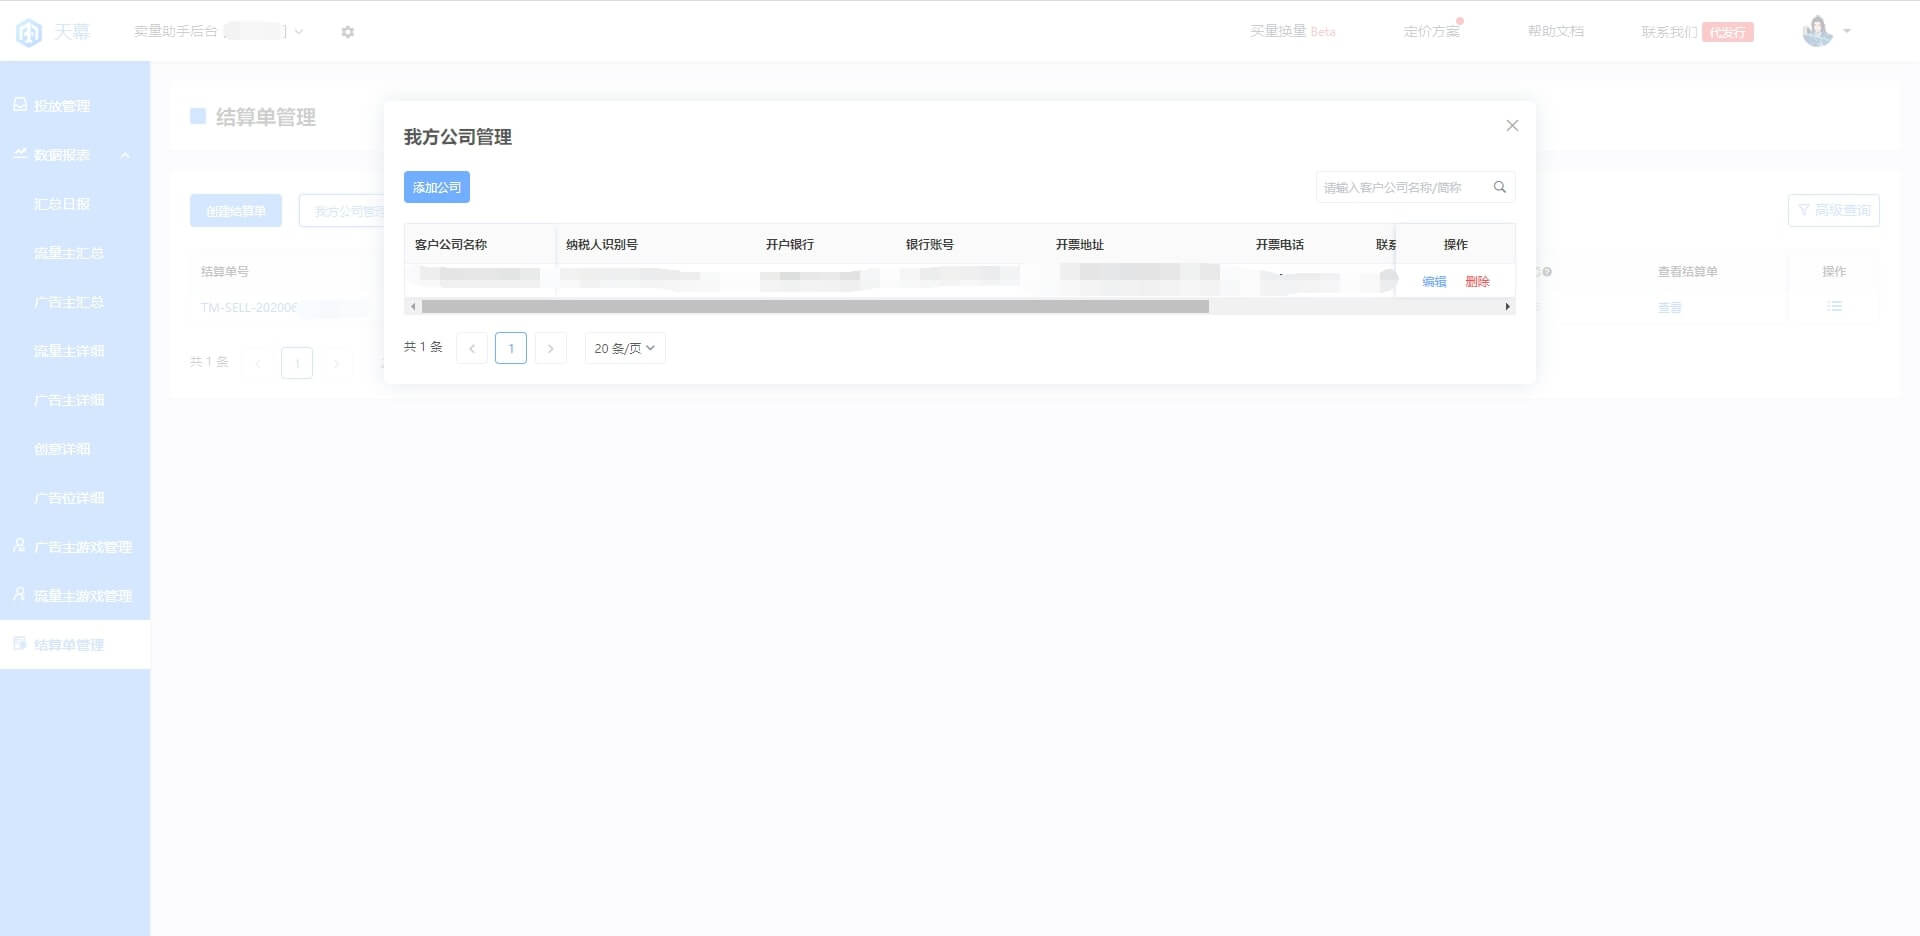 天幕
卖量助手后台 [ ]
买量换量 Beta
定价方案
帮助文档
联系我们 代发行
投放管理
数据报表
汇总日报
流量主汇总
广告主汇总
流量主详细
广告主详细
创意详细
广告位详细
广告主游戏管理
流量主游戏管理
结算单管理
结算单管理
创建结算单
我方公司管理
高级查询
结算单号
查看结算单
操作
TM-SELL-20200
查看
共 1 条
1
我方公司管理
添加公司
请输入客户公司名称/简称
客户公司名称 纳税人识别号 开户银行 银行账号 开票地址 开票电话 联系 操作
编辑 删除
共 1 条
1
20 条/页